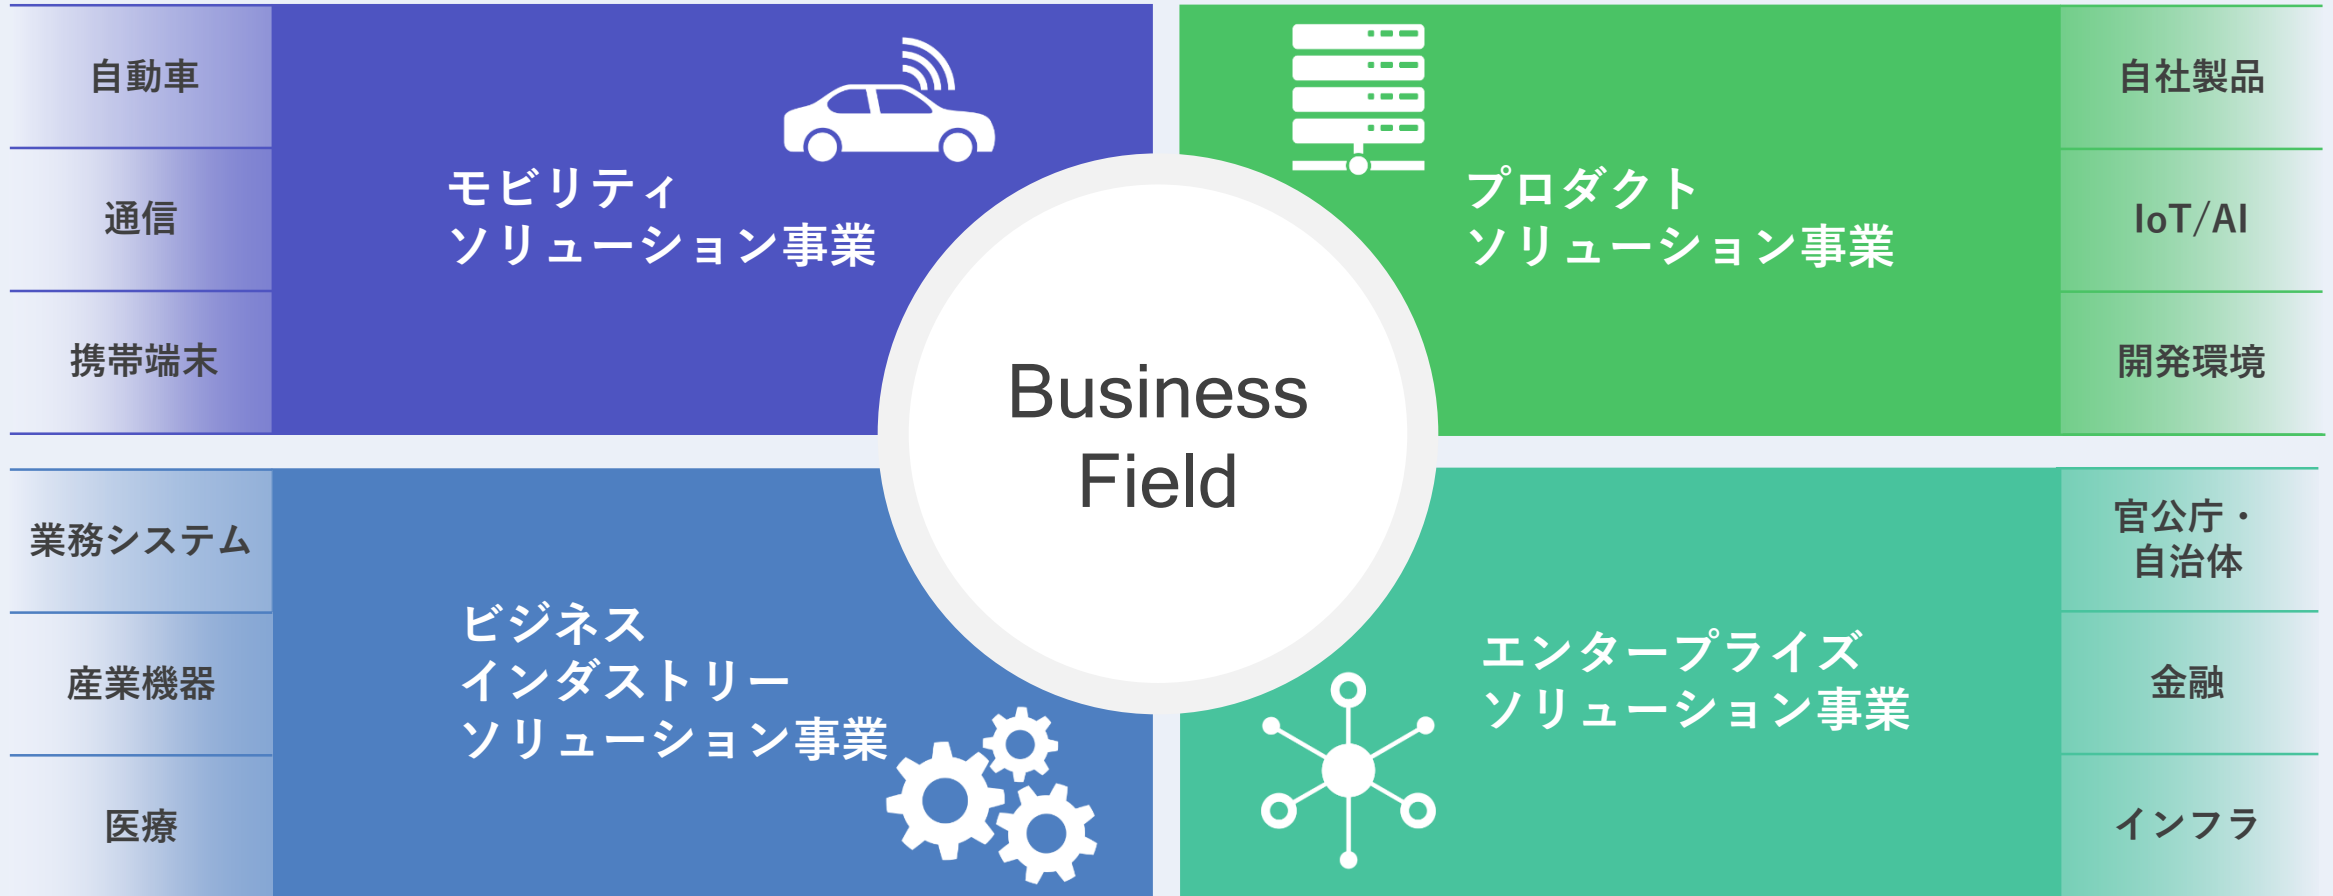 自動車
通信
携帯端末
モビリティ
ソリューション事業
プロダクト
ソリューション事業
自社製品
IoT/AI
開発環境
Business
Field
業務システム
産業機器
医療
ビジネス
インダストリー
ソリューション事業
エンタープライズ
ソリューション事業
官公庁・
自治体
金融
インフラ